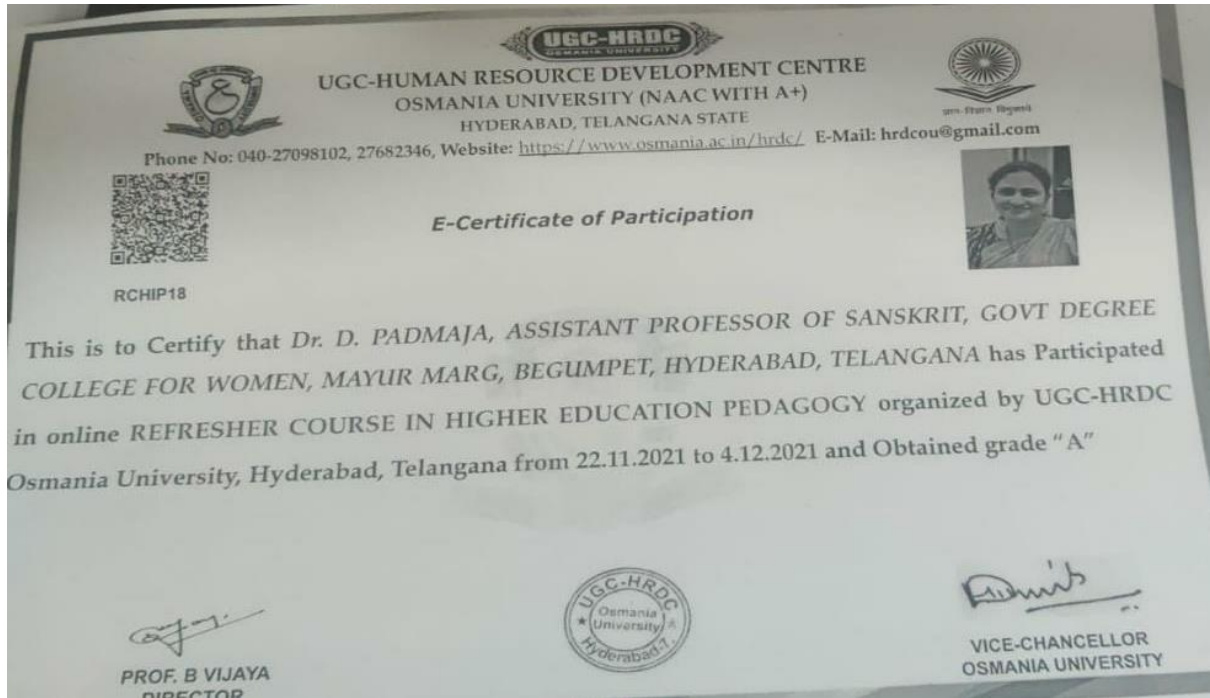 UGC-HRDC
OSMANIA UNIVERSITY
UGC-HUMAN RESOURCE DEVELOPMENT CENTRE
OSMANIA UNIVERSITY (NAAC WITH A+)
HYDERABAD, TELANGANA STATE
ज्ञान-विज्ञान विमुक्तये
Phone No: 040-27098102, 27682346, Website: https://www.osmania.ac.in/hrdc/ E-Mail: hrdcou@gmail.com
E-Certificate of Participation
RCHIP18
This is to Certify that Dr. D. PADMAJA, ASSISTANT PROFESSOR OF SANSKRIT, GOVT DEGREE
COLLEGE FOR WOMEN, MAYUR MARG, BEGUMPET, HYDERABAD, TELANGANA has Participated
in online REFRESHER COURSE IN HIGHER EDUCATION PEDAGOGY organized by UGC-HRDC
Osmania University, Hyderabad, Telangana from 22.11.2021 to 4.12.2021 and Obtained grade "A"
UGC-HRDC
Osmania
University
Hyderabad-7.
PROF. B VIJAYA
DIRECTOR
VICE-CHANCELLOR
OSMANIA UNIVERSITY